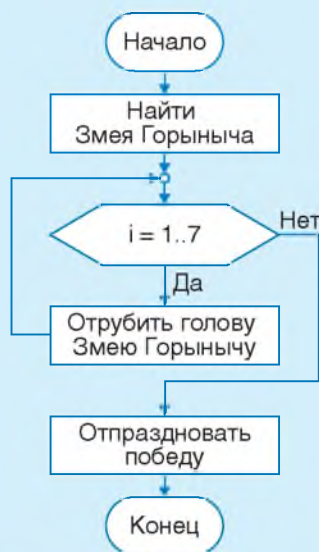 Начало
Найти
Змея Горыныча
i = 1..7
Нет
Да
Отрубить голову
Змею Горынычу
Отпраздновать
победу
Конец